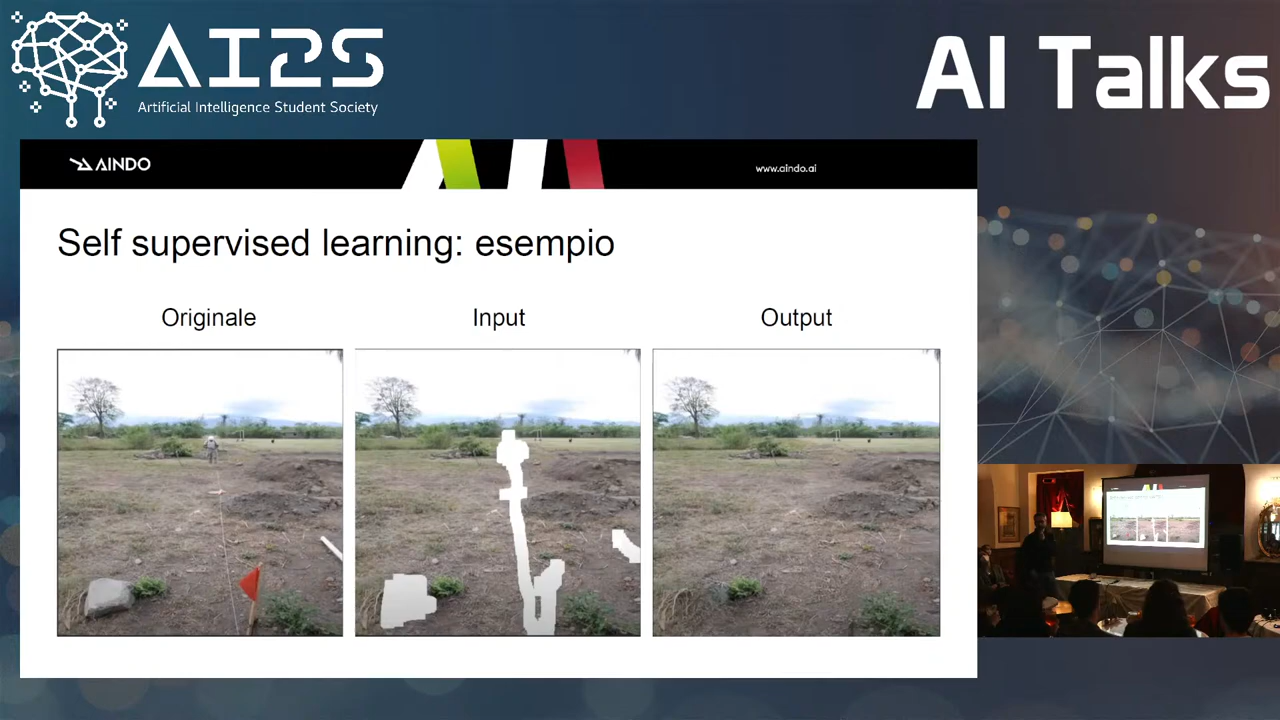 AI2S
Artificial Intelligence Student Society
AI Talks
AINDO
www.aindo.ai
Self supervised learning: esempio
Originale
Input
Output